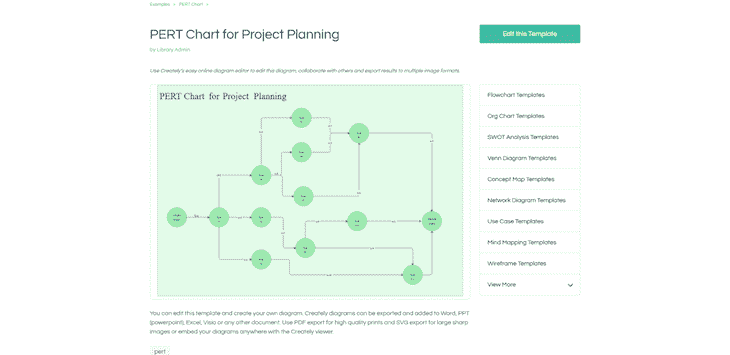 Examples > PERT Chart >
PERT Chart for Project Planning
by Library Admin
Edit this Template
Use Creately's easy online diagram editor to edit this diagram, collaborate with others and export results to multiple image formats.
PERT Chart for Project Planning
Flowchart Templates
Org Chart Templates
SWOT Analysis Templates
Venn Diagram Templates
Concept Map Templates
Network Diagram Templates
Use Case Templates
Mind Mapping Templates
Wireframe Templates
View More
You can edit this template and create your own diagram. Creately diagrams can be exported and added to Word, PPT
(powerpoint), Excel, Visio or any other document. Use PDF export for high quality prints and SVG export for large sharp
images or embed your diagrams anywhere with the Creately viewer.
pert :